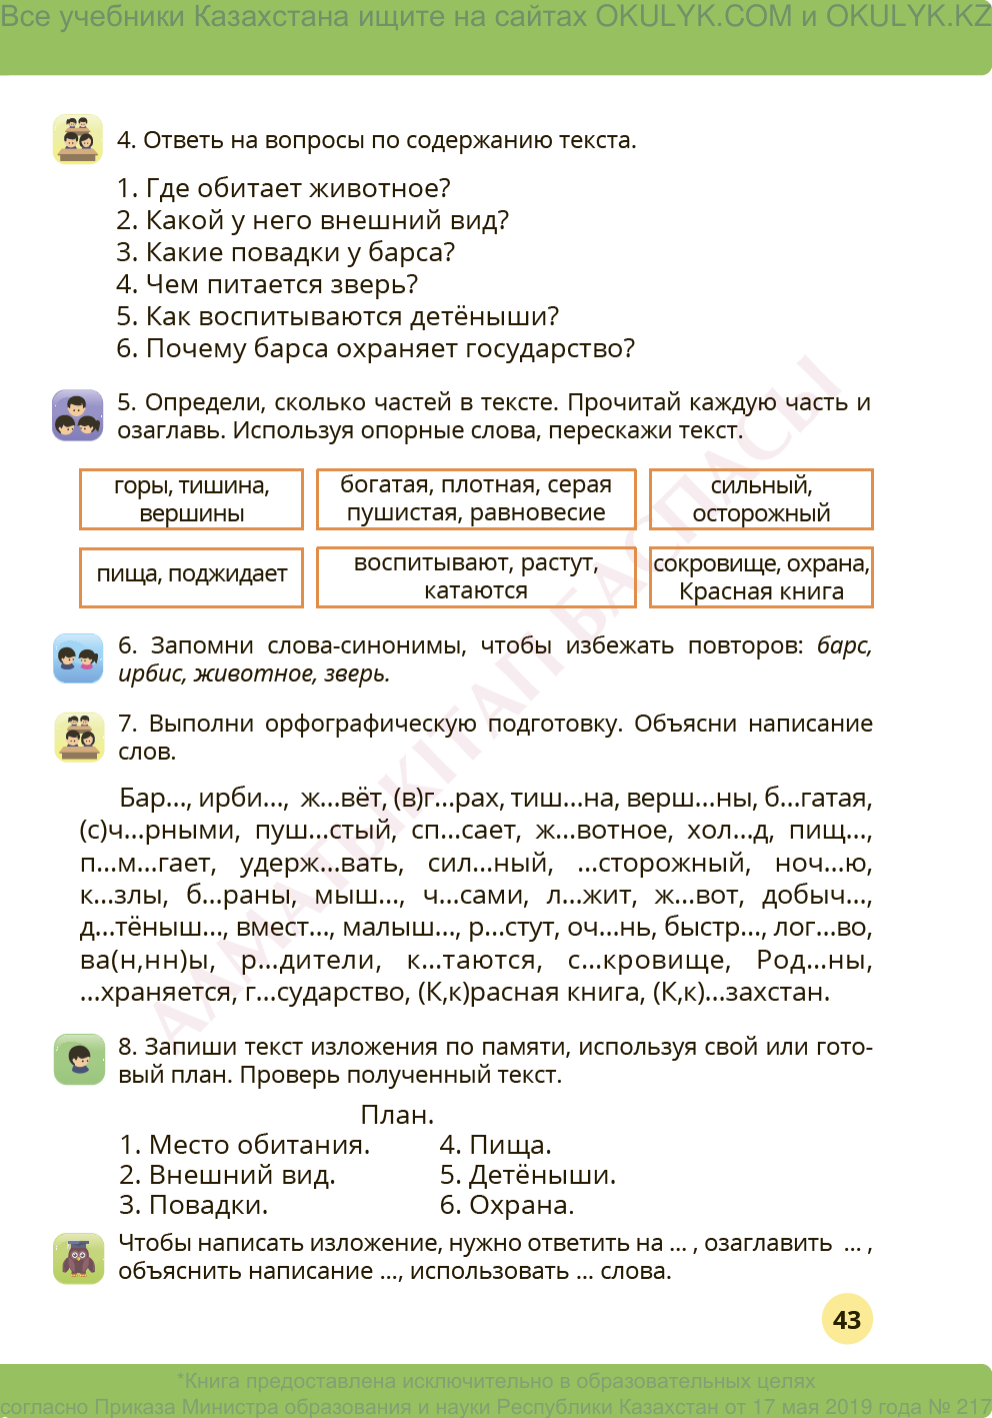 Все учебники Казахстана ищите на сайтах OKULYK.COM и OKULYK.KZ
4. Ответь на вопросы по содержанию текста.
1. Где обитает животное?
2. Какой у него внешний вид?
3. Какие повадки у барса?
4. Чем питается зверь?
5. Как воспитываются детёныши?
6. Почему барса охраняет государство?
5. Определи, сколько частей в тексте. Прочитай каждую часть и
озаглавь. Используя опорные слова, перескажи текст.
горы, тишина,
вершины
богатая, плотная, серая
пушистая, равновесие
сильный,
осторожный
пища, поджидает
воспитывают, растут,
катаются
сокровище, охрана,
Красная книга
6. Запомни слова-синонимы, чтобы избежать повторов: барс,
ирбис, животное, зверь.
7. Выполни орфографическую подготовку. Объясни написание
слов.
Бар..., ирби..., ж...вёт, (в)г...рах, тиш...на, верш...ны, б...гатая,
(с)ч...рными, пуш...стый, сп...сает, ж...вотное, хол...д, пищ...,
п...м...гает, удерж...вать, сил...ный, ...сторожный, ноч...ю,
к...злы, б...раны, мыш..., ч...сами, л...жит, ж...вот, добыч...,
д...тёныш..., вмест..., малыш..., р...стут, оч...нь, быстр..., лог...во,
ва(н,нн)ы, р...дители, к...таются, с...кровище, Род...ны,
...храняется, г...сударство, (К,к)расная книга, (К,к)...захстан.
8. Запиши текст изложения по памяти, используя свой или гото-
вый план. Проверь полученный текст.
План.
1. Место обитания.
2. Внешний вид.
3. Повадки.
4. Пища.
5. Детёныши.
6. Охрана.
Чтобы написать изложение, нужно ответить на ... , озаглавить ... ,
объяснить написание ..., использовать ... слова.
43
АЛМАТЫКІТАП БАСПАСЫ
*Книга предоставлена исключительно в образовательных целях
согласно Приказа Министра образования и науки Республики Казахстан от 17 мая 2019 года № 217